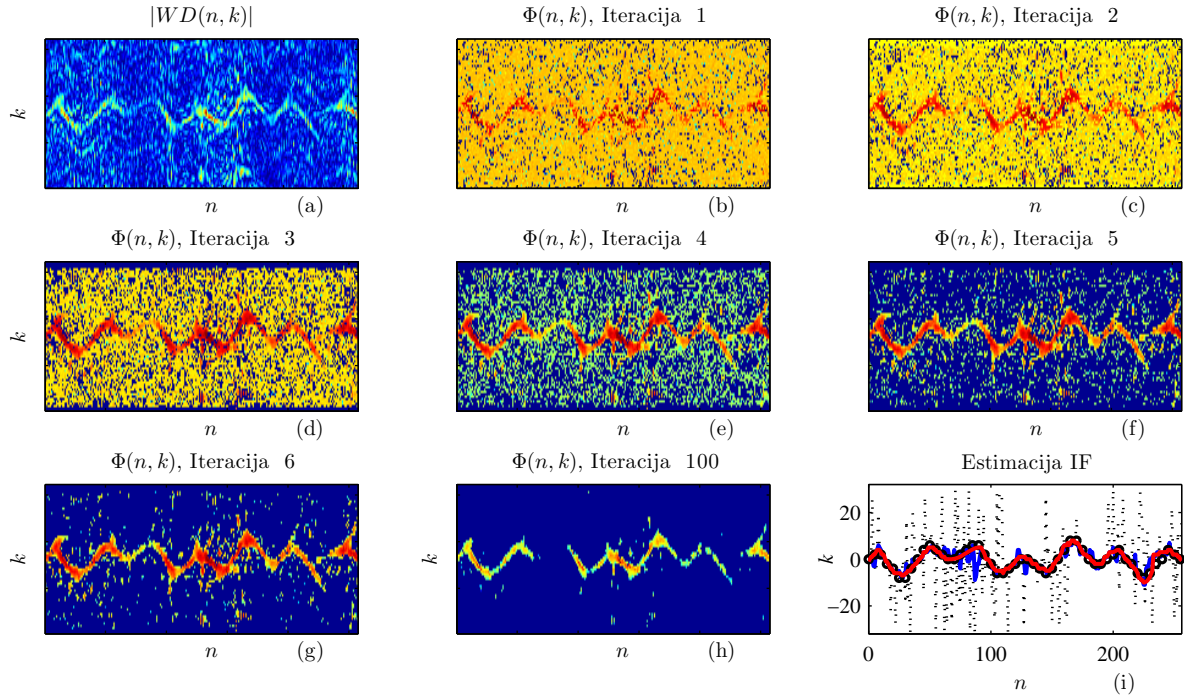 |WD(n, k)|
Φ(n, k), Iteracija 1
Φ(n, k), Iteracija 2
k
n
(a)
n
(b)
n
(c)
Φ(n, k), Iteracija 3
Φ(n, k), Iteracija 4
Φ(n, k), Iteracija 5
k
n
(d)
n
(e)
n
(f)
Φ(n, k), Iteracija 6
Φ(n, k), Iteracija 100
Estimacija IF
k
n
(g)
k
n
(h)
k
20
0
−20
0
100
200
n
(i)